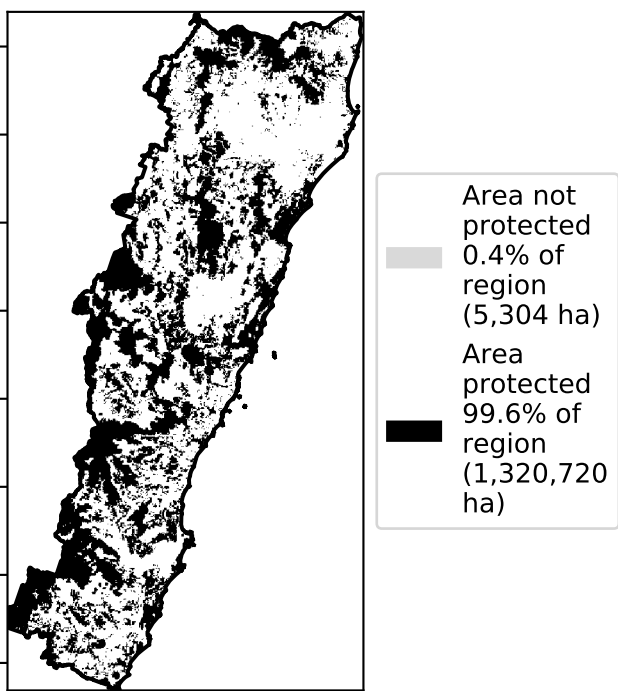 Area not
protected
0.4% of
region
(5,304 ha)
Area
protected
99.6% of
region
(1,320,720
ha)